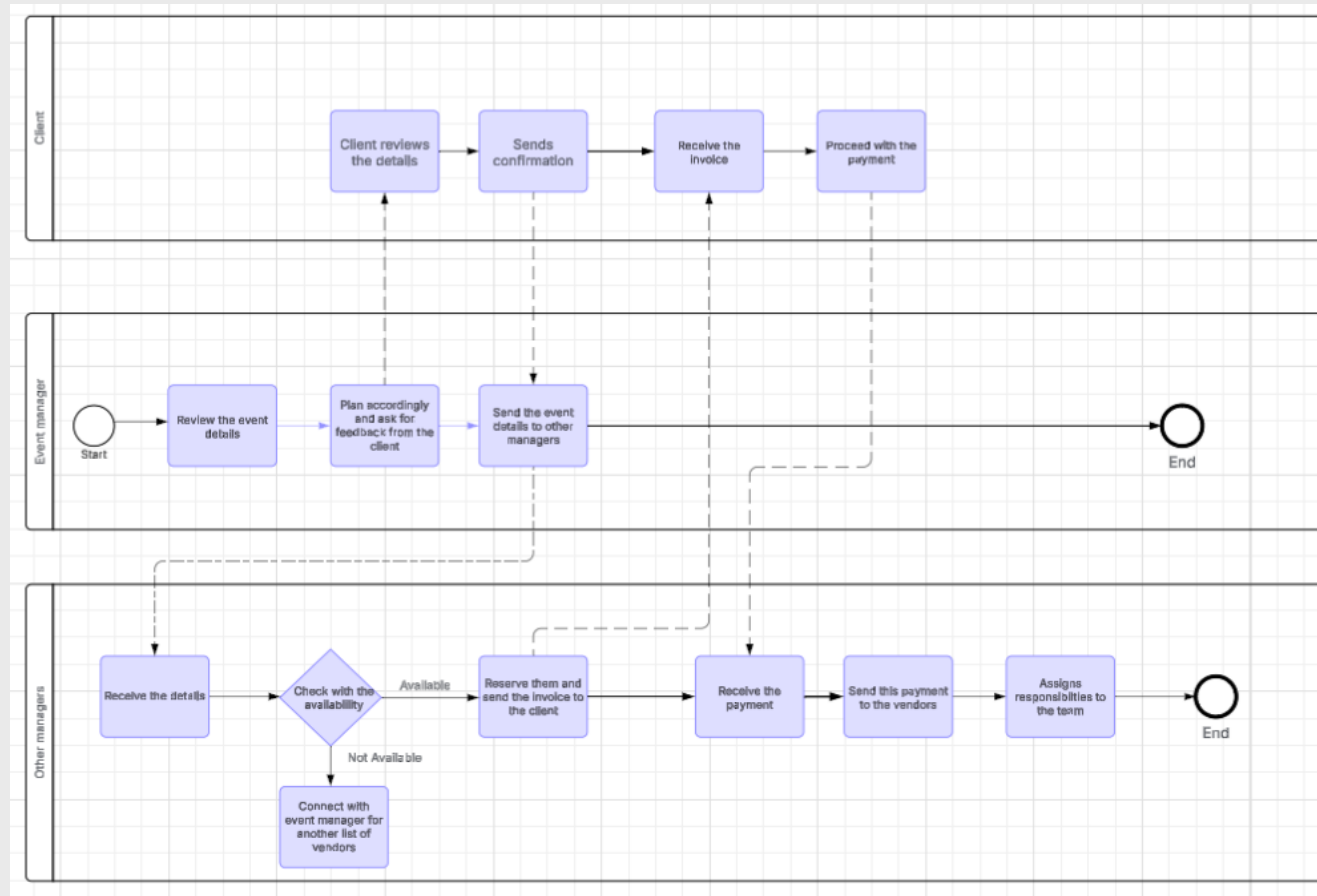 Client
Client reviews
the details
Sends
confirmation
Receive the
invoice
Proceed with the
payment
Event manager
Start
Review the event
details
Plan accordingly
and ask for
feedback from the
client
Send the event
details to other
managers
End
Other managers
Receive the details
Check with the
availability
Available
Not Available
Connect with
event manager for
another list of
vendors
Reserve them and
send the invoice to
the client
Receive the
payment
Send this payment
to the vendors
Assigns
responsibilties to
the team
End